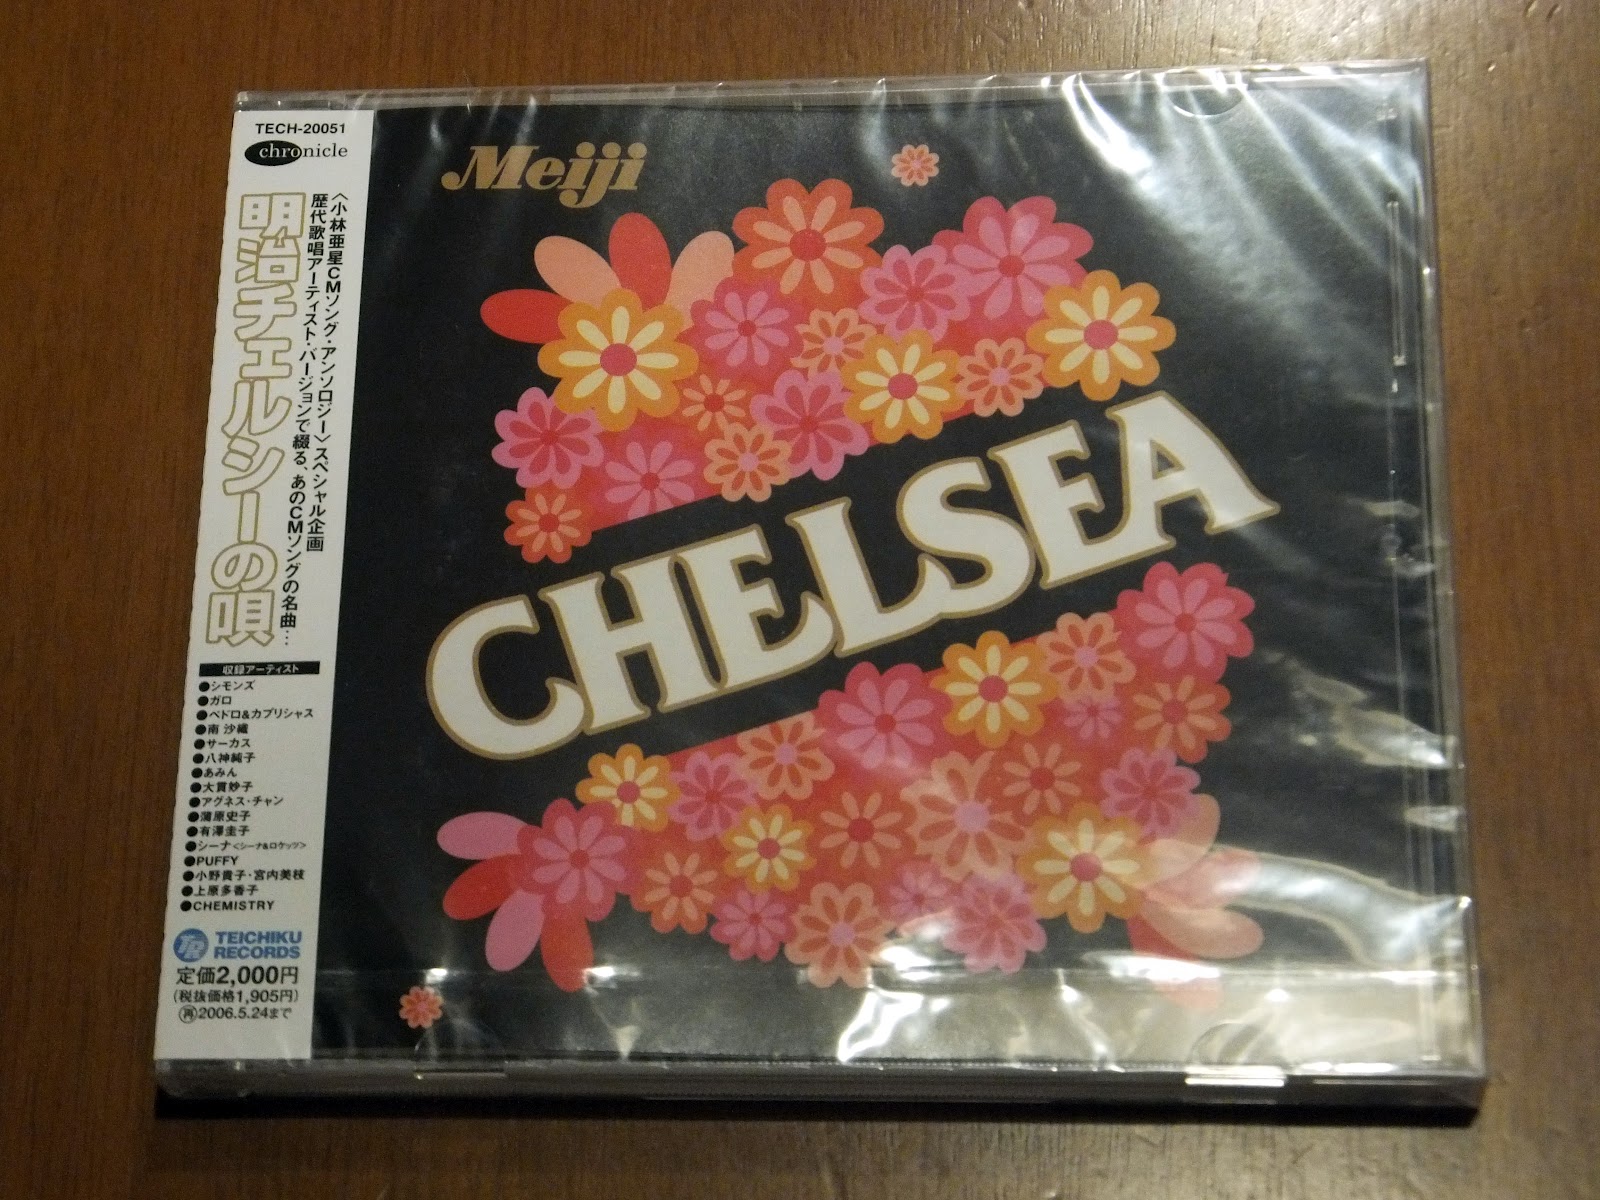 TECH-20051
chronicle
〈小林亜星CMソング・アンソロジー〉スペシャル企画
歴代歌唱アーティスト・バージョンで綴る、あのCMソングの名曲…
明治チェルシーの唄
収録アーティスト
●シモンズ
●ガロ
●ペドロ&カプリシャス
●南 沙織
●サーカス
●八神純子
●あみん
●大貫妙子
●アグネス・チャン
●蒲原史子
●有澤圭子
●シーナ<シーナ&ロケッツ>
●PUFFY
●小野貴子・宮内美枝
●上原多香子
●CHEMISTRY
TR TEICHIKU
RECORDS
定価2,000円
(税抜価格1,905円)
㊢2006.5.24まで
Meiji
CHELSEA